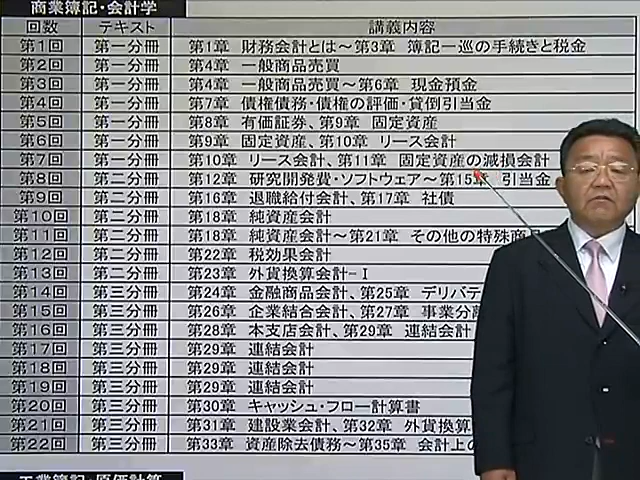 商業簿記・会計学
回数 テキスト 講義内容
第1回 第一分冊 第1章 財務会計とは～第3章 簿記一巡の手続きと税金
第2回 第一分冊 第4章 一般商品売買
第3回 第一分冊 第4章 一般商品売買～第6章 現金預金
第4回 第一分冊 第7章 債権債務・債権の評価・貸倒引当金
第5回 第一分冊 第8章 有価証券、第9章 固定資産
第6回 第一分冊 第9章 固定資産、第10章 リース会計
第7回 第一分冊 第10章 リース会計、第11章 固定資産の減損会計
第8回 第二分冊 第12章 研究開発費・ソフトウェア～第15章 引当金
第9回 第二分冊 第16章 退職給付会計、第17章 社債
第10回 第二分冊 第18章 純資産会計
第11回 第二分冊 第18章 純資産会計～第21章 その他の特殊商
第12回 第二分冊 第22章 税効果会計
第13回 第二分冊 第23章 外貨換算会計-Ⅰ
第14回 第三分冊 第24章 金融商品会計、第25章 デリバテ
第15回 第三分冊 第26章 企業結合会計、第27章 事業分
第16回 第三分冊 第28章 本支店会計、第29章 連結会計
第17回 第三分冊 第29章 連結会計
第18回 第三分冊 第29章 連結会計
第19回 第三分冊 第29章 連結会計
第20回 第三分冊 第30章 キャッシュ・フロー計算書
第21回 第三分冊 第31章 建設業会計、第32章 外貨換算
第22回 第三分冊 第33章 資産除去債務～第35章 会計上の
工業簿記・原価計算